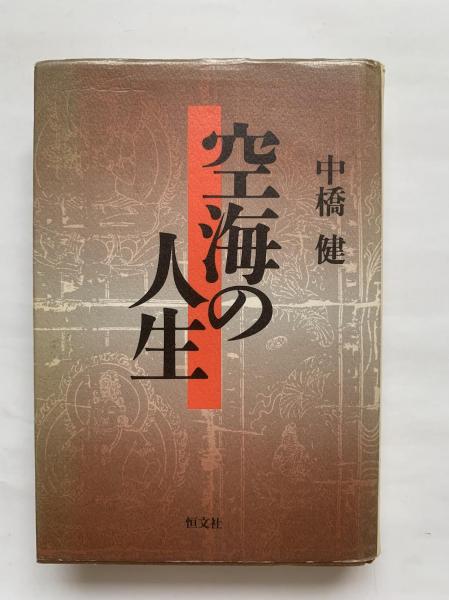 中橋 健
空海の
人生
恒文社